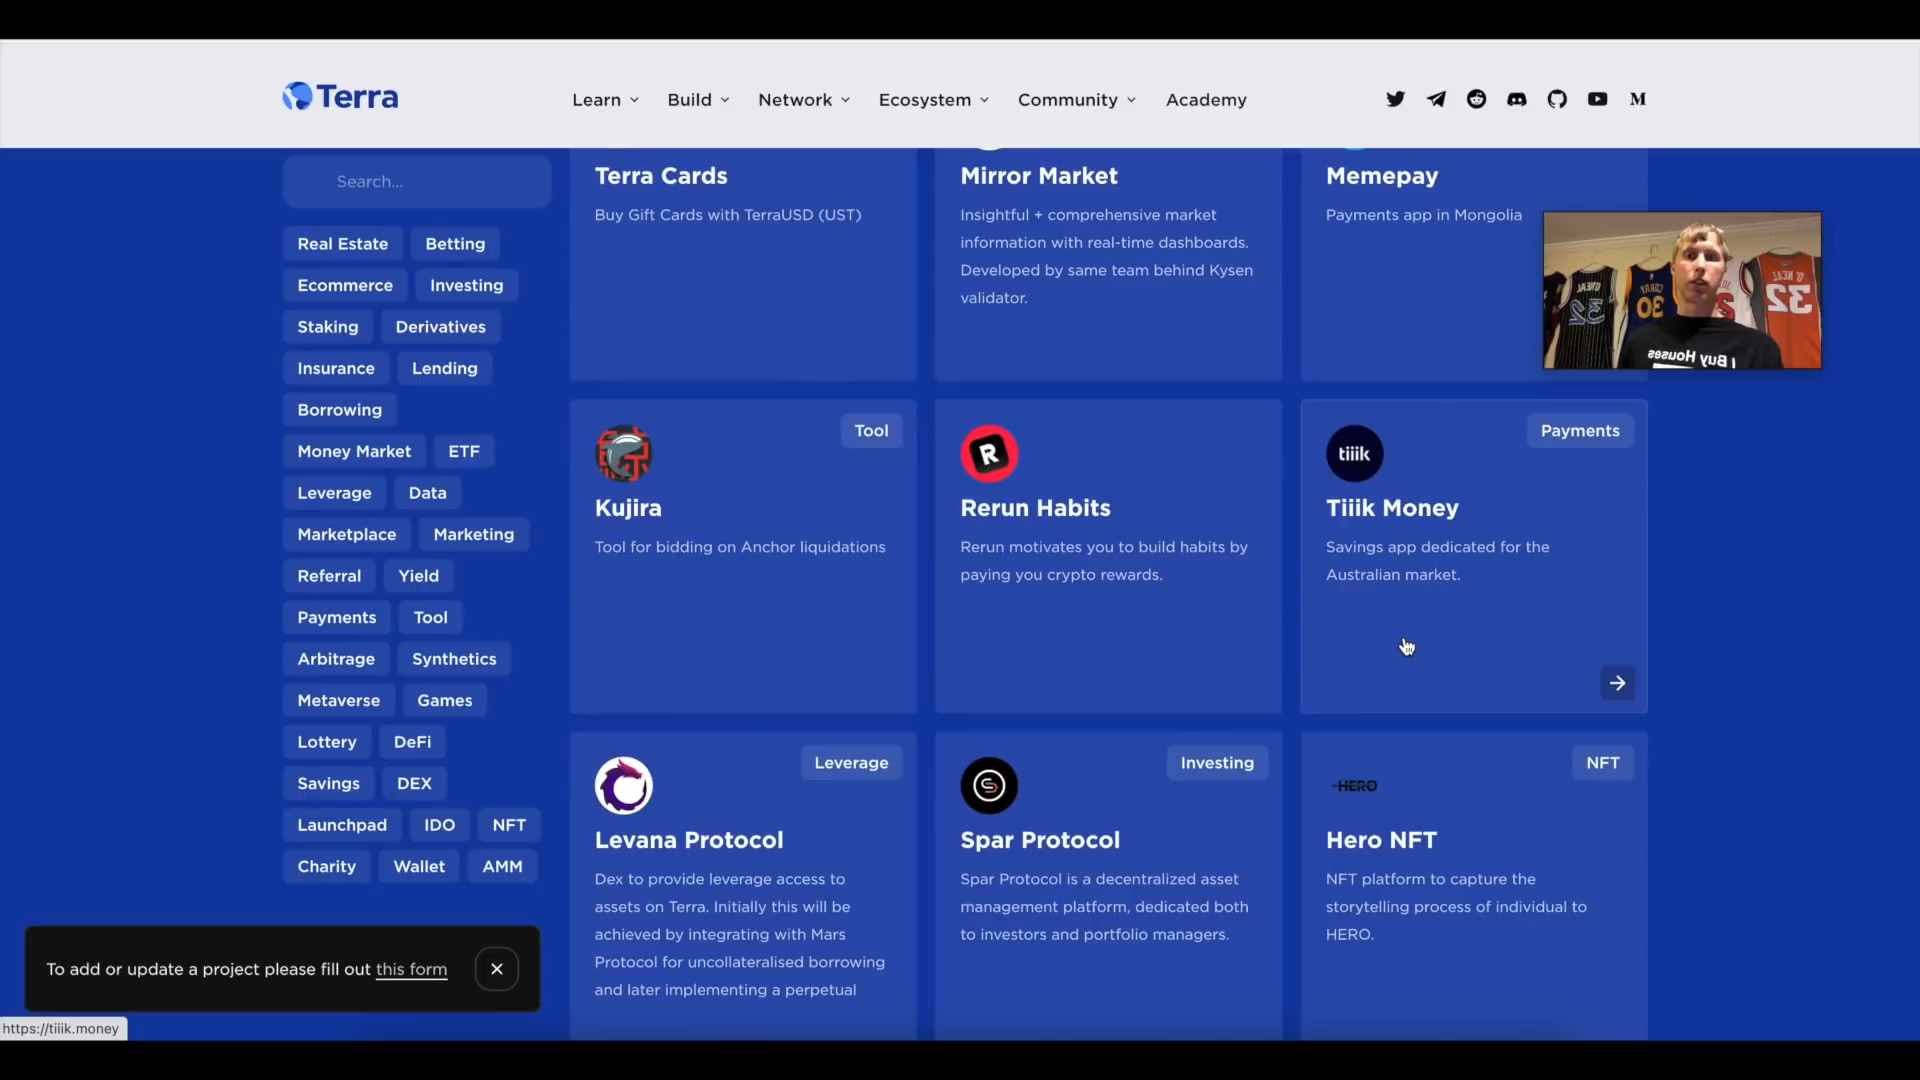 Terra
Learn
Build
Network
Ecosystem
Community
Academy
M
Search...
Real Estate
Betting
Ecommerce
Investing
Staking
Derivatives
Insurance
Lending
Borrowing
Money Market
ETF
Leverage
Data
Marketplace
Marketing
Referral
Yield
Payments
Tool
Arbitrage
Synthetics
Metaverse
Games
Lottery
DeFi
Savings
DEX
Launchpad
IDO
NFT
Charity
Wallet
AMM
Terra Cards
Buy Gift Cards with TerraUSD (UST)
Mirror Market
Insightful + comprehensive market
information with real-time dashboards.
Developed by same team behind Kysen
validator.
Memepay
Payments app in Mongolia
O'NEAL
32
CURRY
30
O'NEAL
32
I Buy Houses
Tool
Kujira
Tool for bidding on Anchor liquidations
R
Rerun Habits
Rerun motivates you to build habits by
paying you crypto rewards.
tiiik
Payments
Tiiik Money
Savings app dedicated for the
Australian market.
Leverage
Levana Protocol
Dex to provide leverage access to
assets on Terra. Initially this will be
achieved by integrating with Mars
Protocol for uncollateralised borrowing
and later implementing a perpetual
Investing
Spar Protocol
Spar Protocol is a decentralized asset
management platform, dedicated both
to investors and portfolio managers.
HERO
NFT
Hero NFT
NFT platform to capture the
storytelling process of individual to
HERO.
To add or update a project please fill out this form
https://tiiik.money